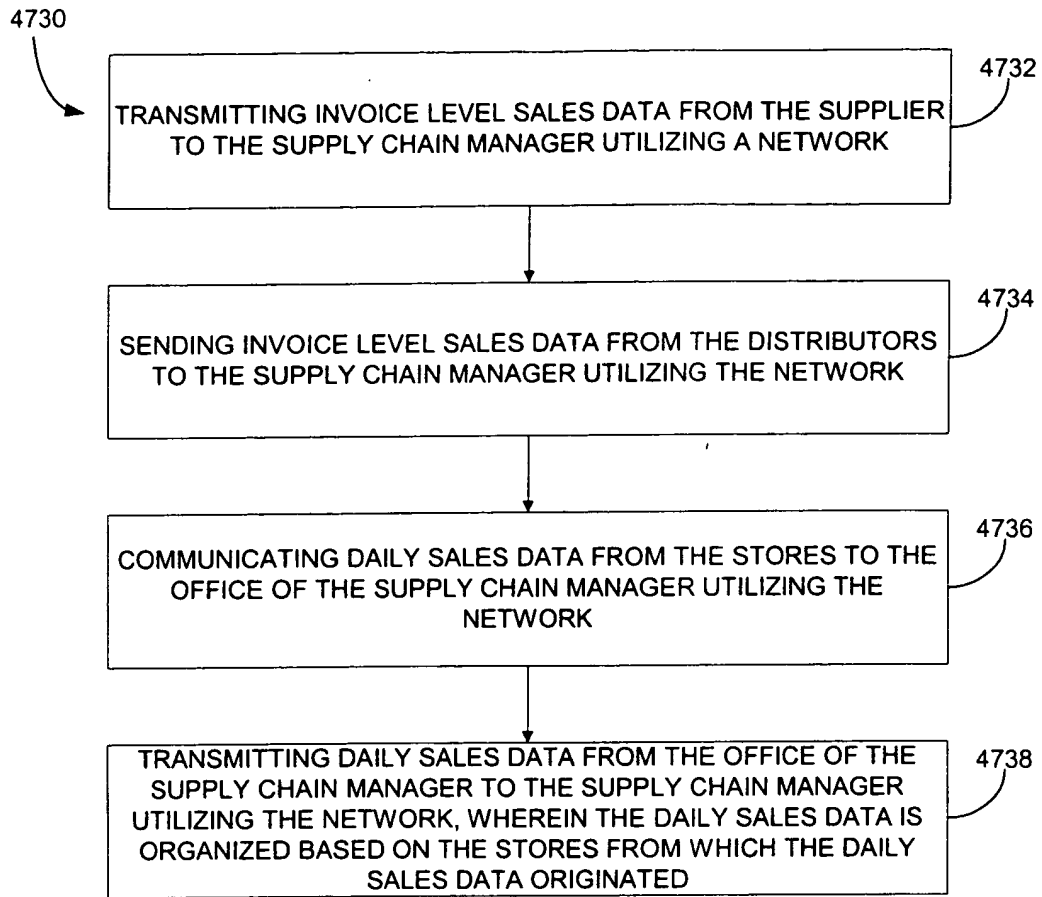 4730
4732
TRANSMITTING INVOICE LEVEL SALES DATA FROM THE SUPPLIER
TO THE SUPPLY CHAIN MANAGER UTILIZING A NETWORK
4734
SENDING INVOICE LEVEL SALES DATA FROM THE DISTRIBUTORS
TO THE SUPPLY CHAIN MANAGER UTILIZING THE NETWORK
4736
COMMUNICATING DAILY SALES DATA FROM THE STORES TO THE
OFFICE OF THE SUPPLY CHAIN MANAGER UTILIZING THE
NETWORK
4738
TRANSMITTING DAILY SALES DATA FROM THE OFFICE OF THE
SUPPLY CHAIN MANAGER TO THE SUPPLY CHAIN MANAGER
UTILIZING THE NETWORK, WHEREIN THE DAILY SALES DATA IS
ORGANIZED BASED ON THE STORES FROM WHICH THE DAILY
SALES DATA ORIGINATED